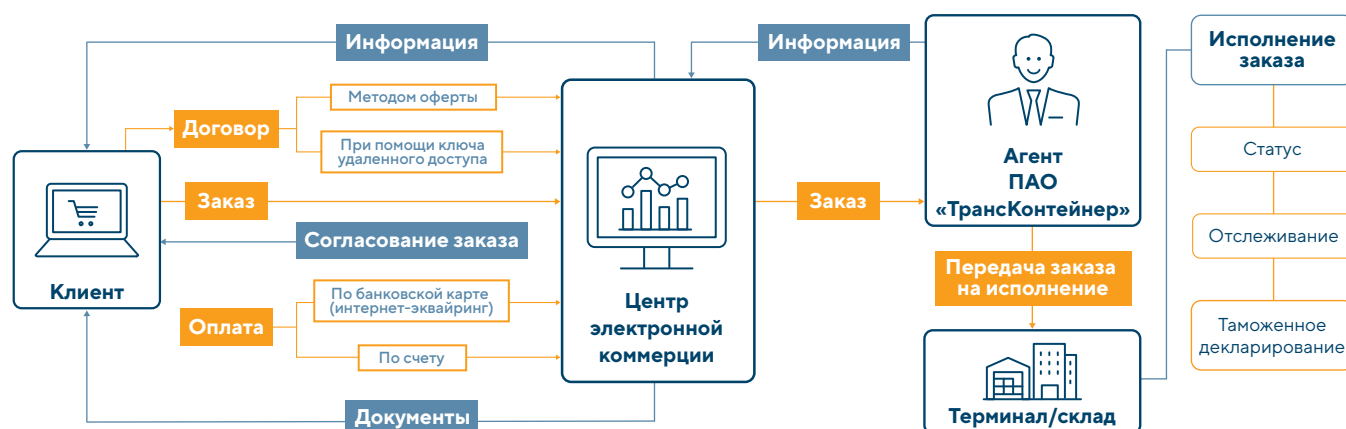 Информация
Договор
Методом оферты
При помощи ключа
удаленного доступа
Заказ
Согласование заказа
Клиент
Оплата
По банковской карте
(интернет-эквайринг)
По счету
Документы
Центр
электронной
коммерции
Информация
Заказ
Агент
ПАО
«ТрансКонтейнер»
Передача заказа
на исполнение
Терминал/склад
Исполнение
заказа
Статус
Отслеживание
Таможенное
декларирование